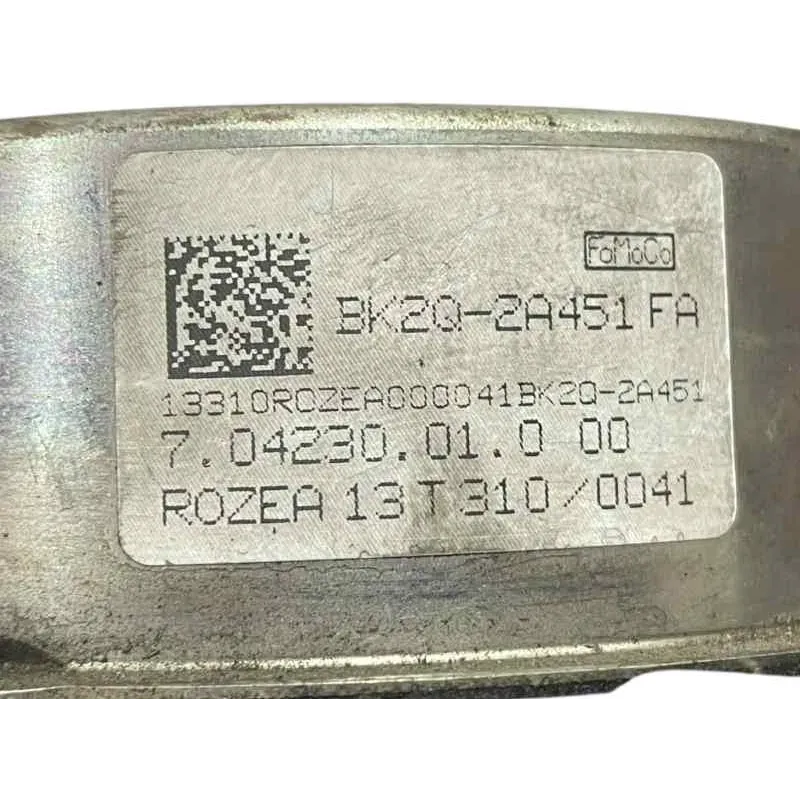 FoMoCo
BK2Q-2A451 FA
13310ROZEA000041BK2Q-2A451
7.04230.01.0 00
ROZEA 13 T 310/0041